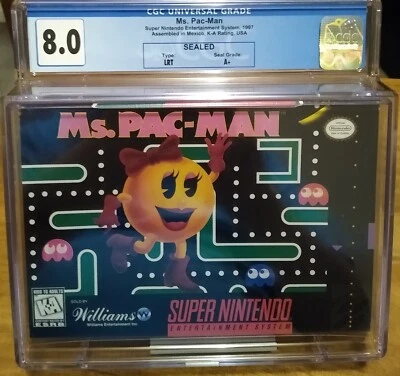 CGC UNIVERSAL GRADE
8.0
Ms. Pac-Man
Super Nintendo Entertainment System, 1997
Assembled in Mexico, K-A Rating, USA
SEALED
Type:
LRT
Seal Grade:
A+
Ms. PAC-MAN
Nintendo
KIDS TO ADULTS
K-A
ESRB
SOLD BY
Williams
Williams Entertainment Inc.
SUPER NINTENDO
ENTERTAINMENT SYSTEM